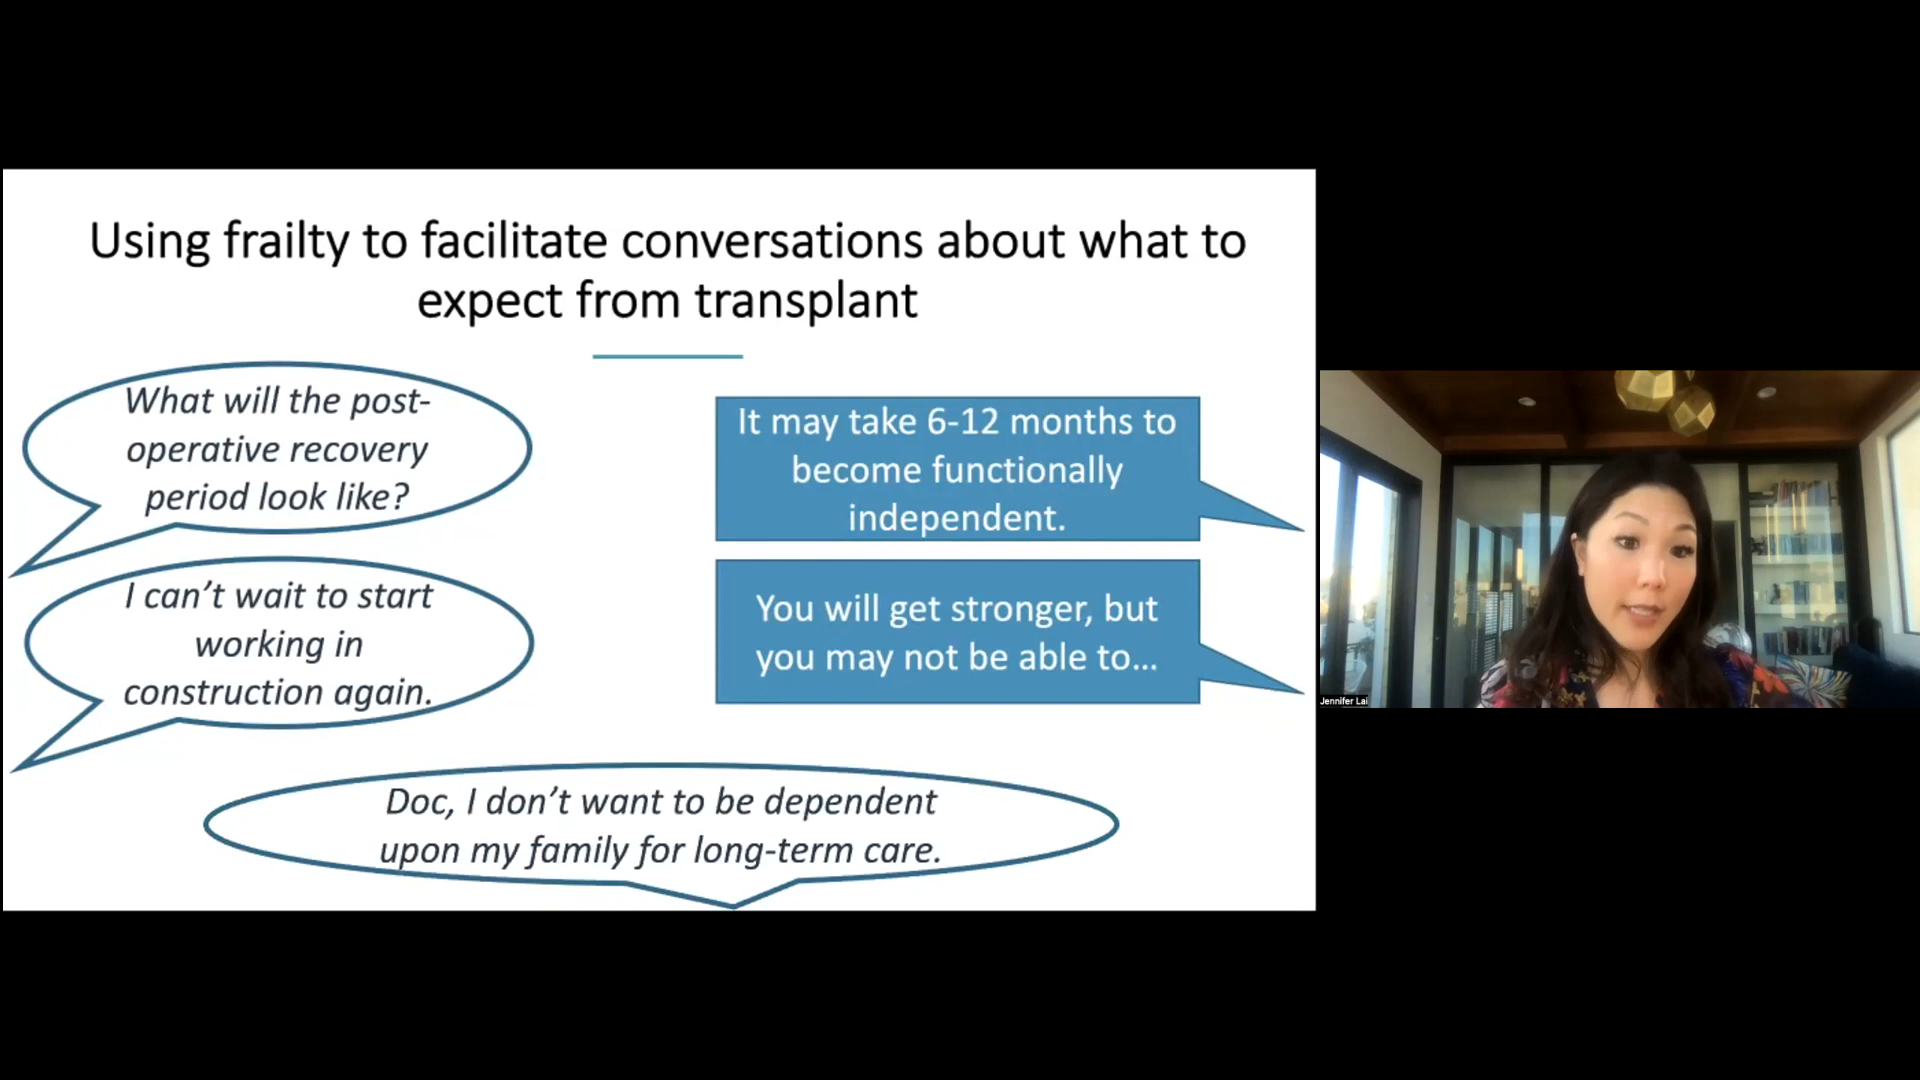 Using frailty to facilitate conversations about what to
expect from transplant
What will the post-
operative recovery
period look like?
It may take 6-12 months to
become functionally
independent.
I can’t wait to start
working in
construction again.
You will get stronger, but
you may not be able to...
Doc, I don’t want to be dependent
upon my family for long-term care.
Jennifer Lai